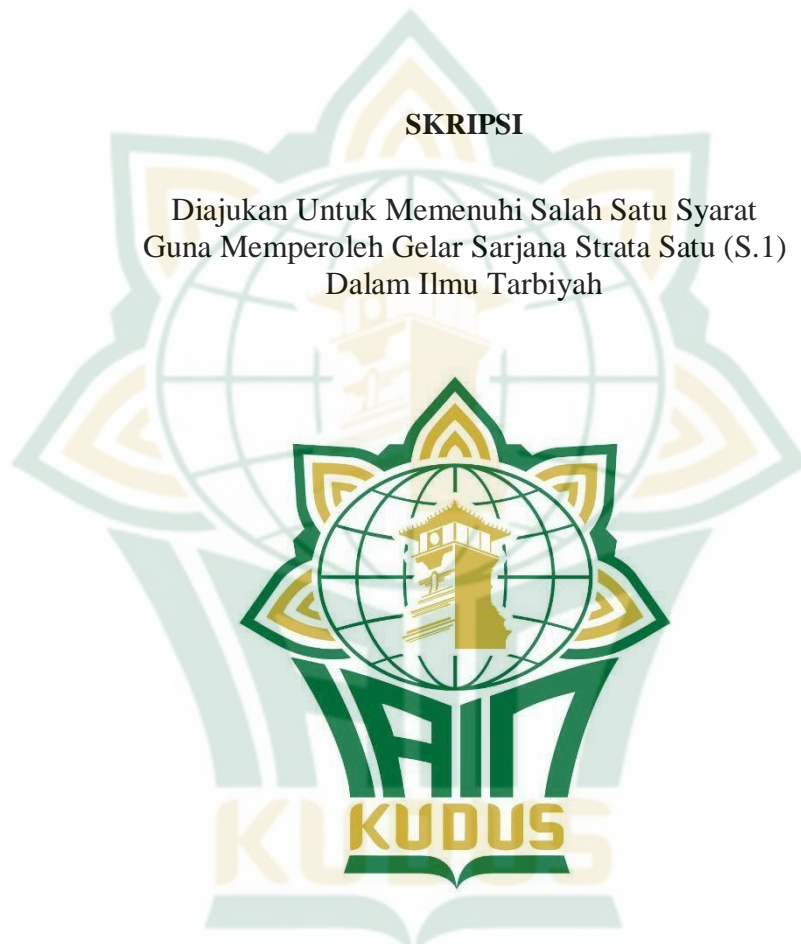 SKRIPSI
Diajukan Untuk Memenuhi Salah Satu Syarat
Guna Memperoleh Gelar Sarjana Strata Satu (S.1)
Dalam Ilmu Tarbiyah
IAIN
KUDUS
KUDUS